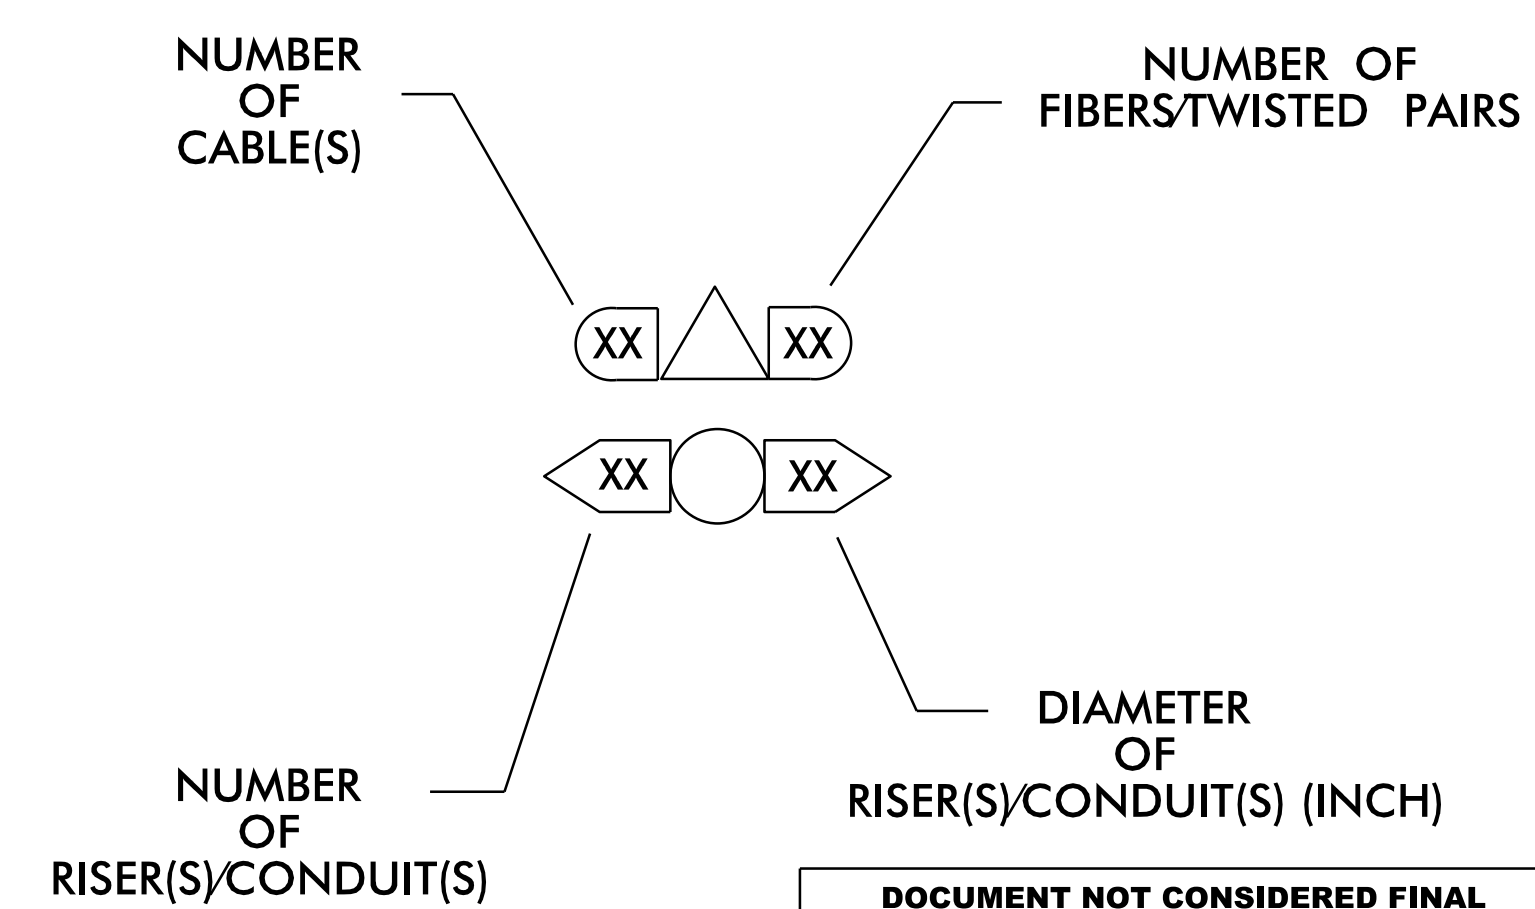 NUMBER
OF
CABLE(S)
NUMBER OF
FIBERS/TWISTED PAIRS
XX
XX
XX
XX
NUMBER
OF
RISER(S)/CONDUIT(S)
DIAMETER
OF
RISER(S)/CONDUIT(S) (INCH)
DOCUMENT NOT CONSIDERED FINAL